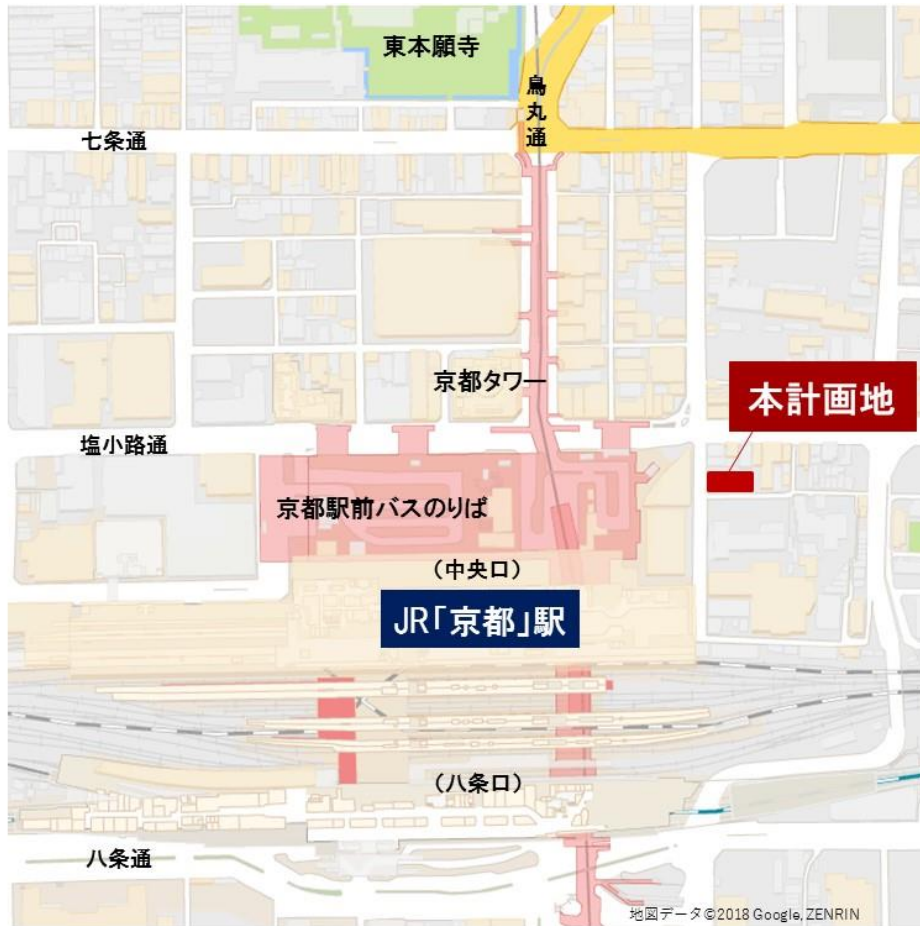 東本願寺
烏丸通
七条通
京都タワー
本計画地
塩小路通
京都駅前バスのりば
(中央口)
JR「京都」駅
(八条口)
八条通
地図データ©2018 Google, ZENRIN